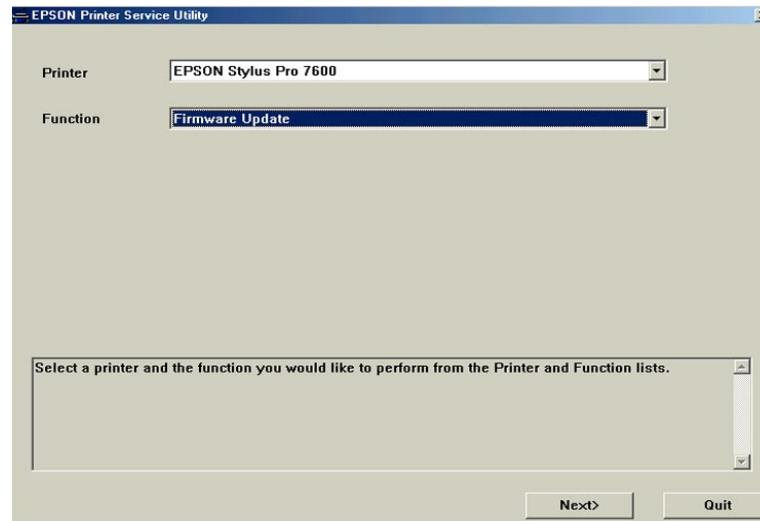 EPSON Printer Service Utility
Printer EPSON Stylus Pro 7600
Function Firmware Update
Select a printer and the function you would like to perform from the Printer and Function lists.
Next> Quit